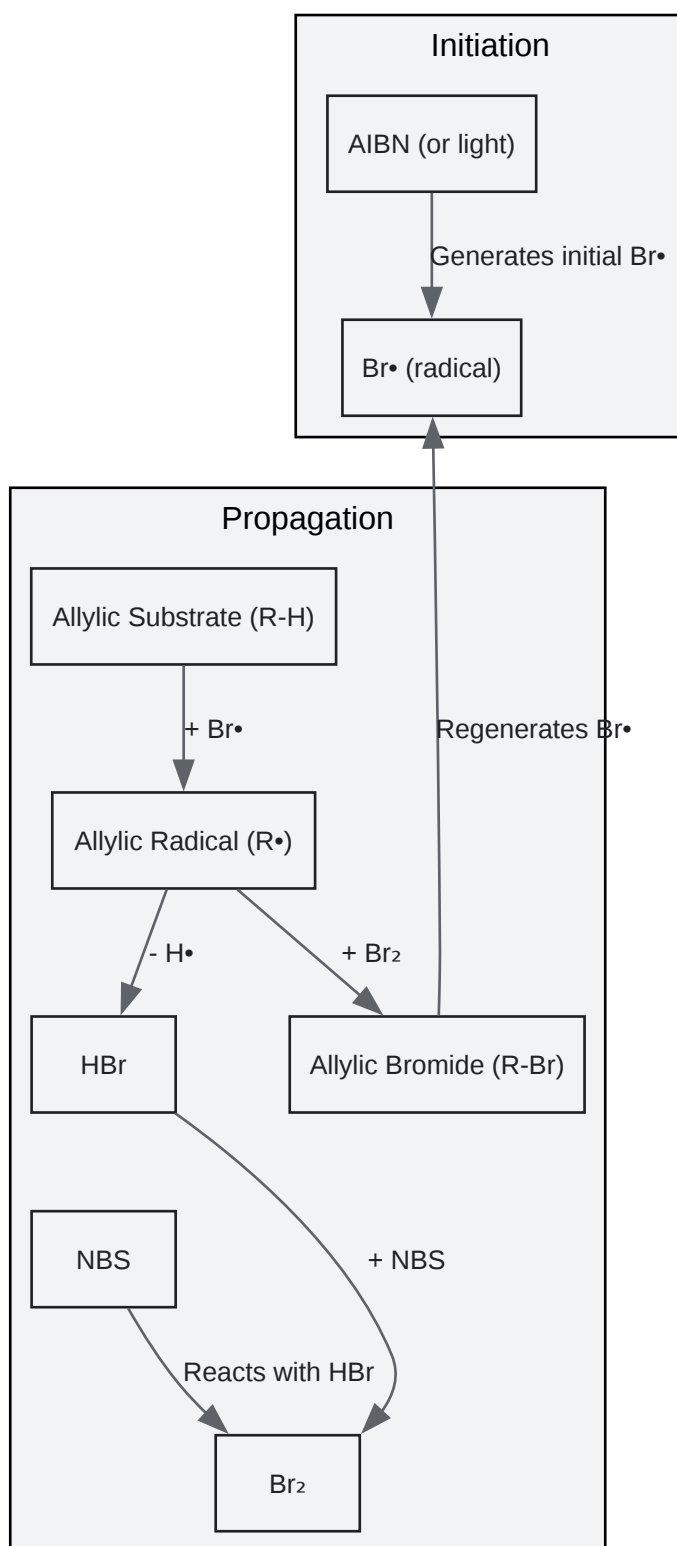 Initiation
AIBN (or light)
Generates initial Br•
Br• (radical)
Propagation
Allylic Substrate (R-H)
+ Br•
Regenerates Br•
Allylic Radical (R•)
- H•
+ Br₂
HBr
Allylic Bromide (R-Br)
NBS
+ NBS
Reacts with HBr
Br₂